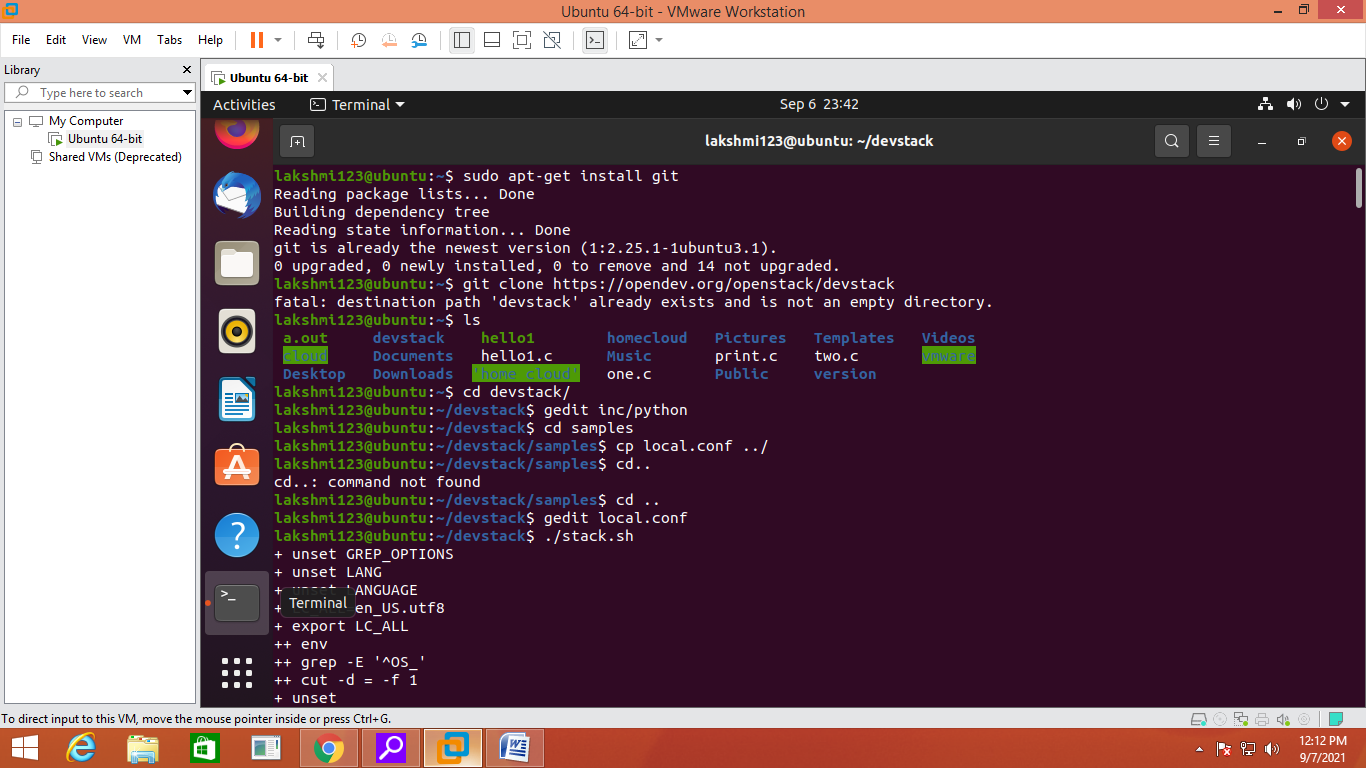 Ubuntu 64-bit - VMware Workstation
File Edit View VM Tabs Help
Library
Type here to search
My Computer
Ubuntu 64-bit
Shared VMs (Deprecated)
Ubuntu 64-bit
Activities Terminal Sep 6 23:42
lakshmi123@ubuntu: ~/devstack
lakshmi123@ubuntu:~$ sudo apt-get install git
Reading package lists... Done
Building dependency tree
Reading state information... Done
git is already the newest version (1:2.25.1-1ubuntu3.1).
0 upgraded, 0 newly installed, 0 to remove and 14 not upgraded.
lakshmi123@ubuntu:~$ git clone https://opendev.org/openstack/devstack
fatal: destination path 'devstack' already exists and is not an empty directory.
lakshmi123@ubuntu:~$ ls
a.out devstack hello1 homecloud Pictures Templates Videos
cloud Documents hello1.c Music print.c two.c vmware
Desktop Downloads 'home cloud' one.c Public version
lakshmi123@ubuntu:~$ cd devstack/
lakshmi123@ubuntu:~/devstack$ gedit inc/python
lakshmi123@ubuntu:~/devstack$ cd samples
lakshmi123@ubuntu:~/devstack/samples$ cp local.conf ../
lakshmi123@ubuntu:~/devstack/samples$ cd..
cd..: command not found
lakshmi123@ubuntu:~/devstack/samples$ cd ..
lakshmi123@ubuntu:~/devstack$ gedit local.conf
lakshmi123@ubuntu:~/devstack$ ./stack.sh
+ unset GREP_OPTIONS
+ unset LANG
+ unset LANGUAGE
Terminal
+ en_US.utf8
+ export LC_ALL
++ env
++ grep -E '^OS_'
++ cut -d = -f 1
+ unset
To direct input to this VM, move the mouse pointer inside or press Ctrl+G.
12:12 PM
9/7/2021